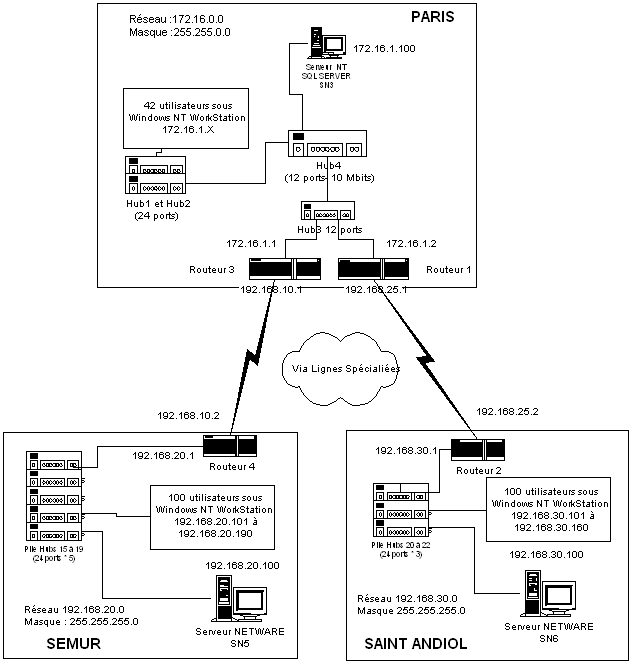 PARIS
Réseau :172.16.0.0
Masque :255.255.0.0
172.16.1.100
Serveur NT
SQLSERVER
SN3
42 utilisateurs sous
Windows NT WorkStation
172.16.1.X
Hub4
(12 ports- 10 Mbits)
Hub1 et Hub2
(24 ports)
Hub3 12 ports
172.16.1.1
172.16.1.2
Routeur 3
Routeur 1
192.168.10.1
192.168.25.1
Via Lignes Spécialiées
192.168.10.2
192.168.25.2
192.168.20.1
Routeur 4
192.168.30.1
Routeur 2
100 utilisateurs sous
Windows NT WorkStation
192.168.20.101 à
192.168.20.190
100 utilisateurs sous
Windows NT WorkStation
192.168.30.101 à
192.168.30.160
Pile Hubs 15 à 19
(24 ports * 5)
Pile Hubs 20 à 22
(24 ports * 3)
192.168.20.100
192.168.30.100
Réseau 192.168.20.0
Masque : 255.255.255.0
Serveur NETWARE
SN5
SEMUR
Réseau 192.168.30.0
Masque 255.255.255.0
Serveur NETWARE
SN6
SAINT ANDIOL